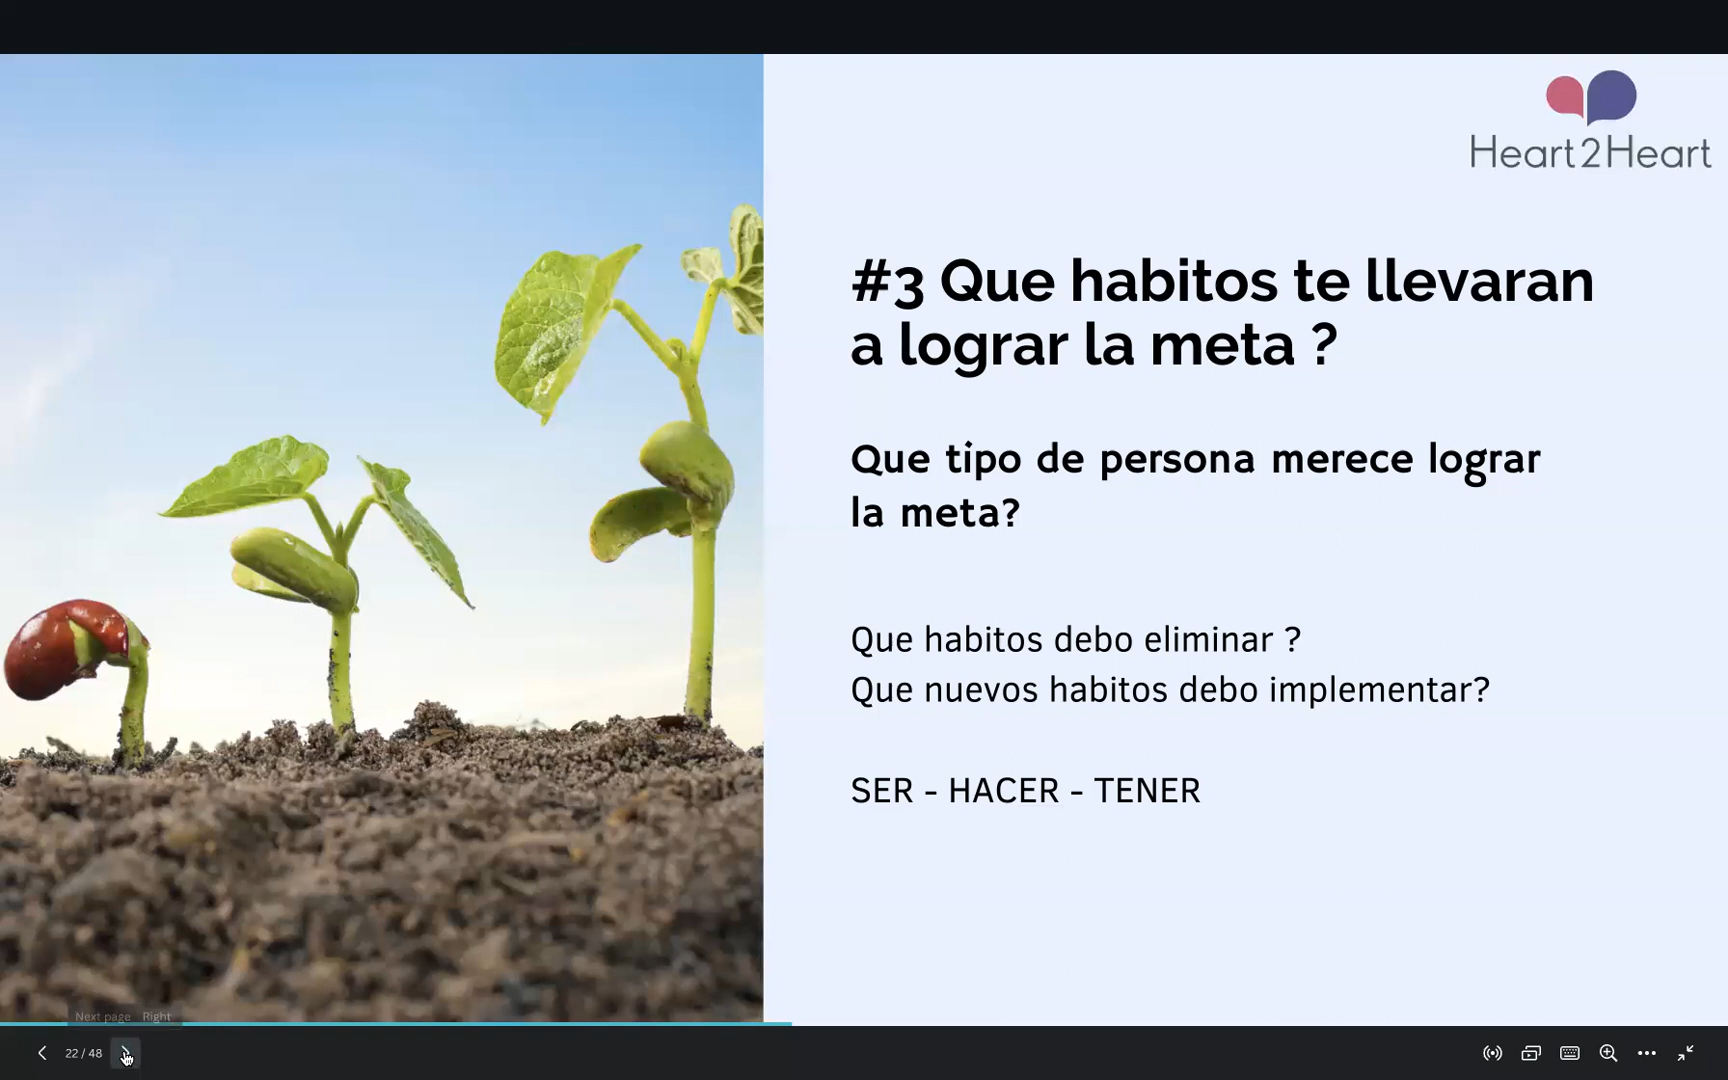 Heart2Heart
#3 Que habitos te llevaran
a lograr la meta ?
Que tipo de persona merece lograr
la meta?
Que habitos debo eliminar ?
Que nuevos habitos debo implementar?
SER - HACER - TENER
Next page Right
22 / 48